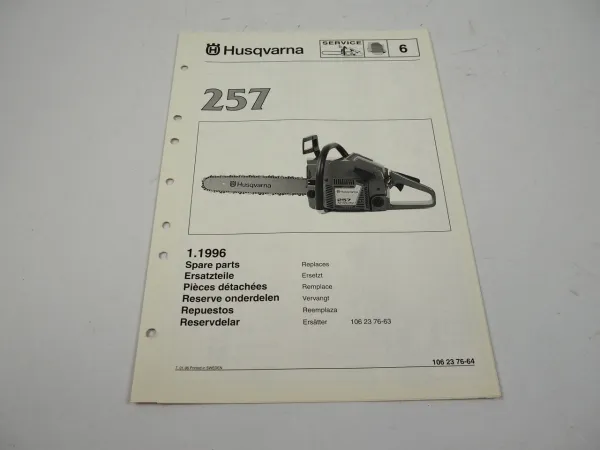 Husqvarna
SERVICE
6
257
Husqvarna
257
1.1996
Spare parts Replaces
Ersatzteile Ersetzt
Pièces détachées Remplace
Reserve onderdelen Vervangt
Repuestos Reemplaza
Reservdelar Ersätter 106 23 76-63
106 23 76-64